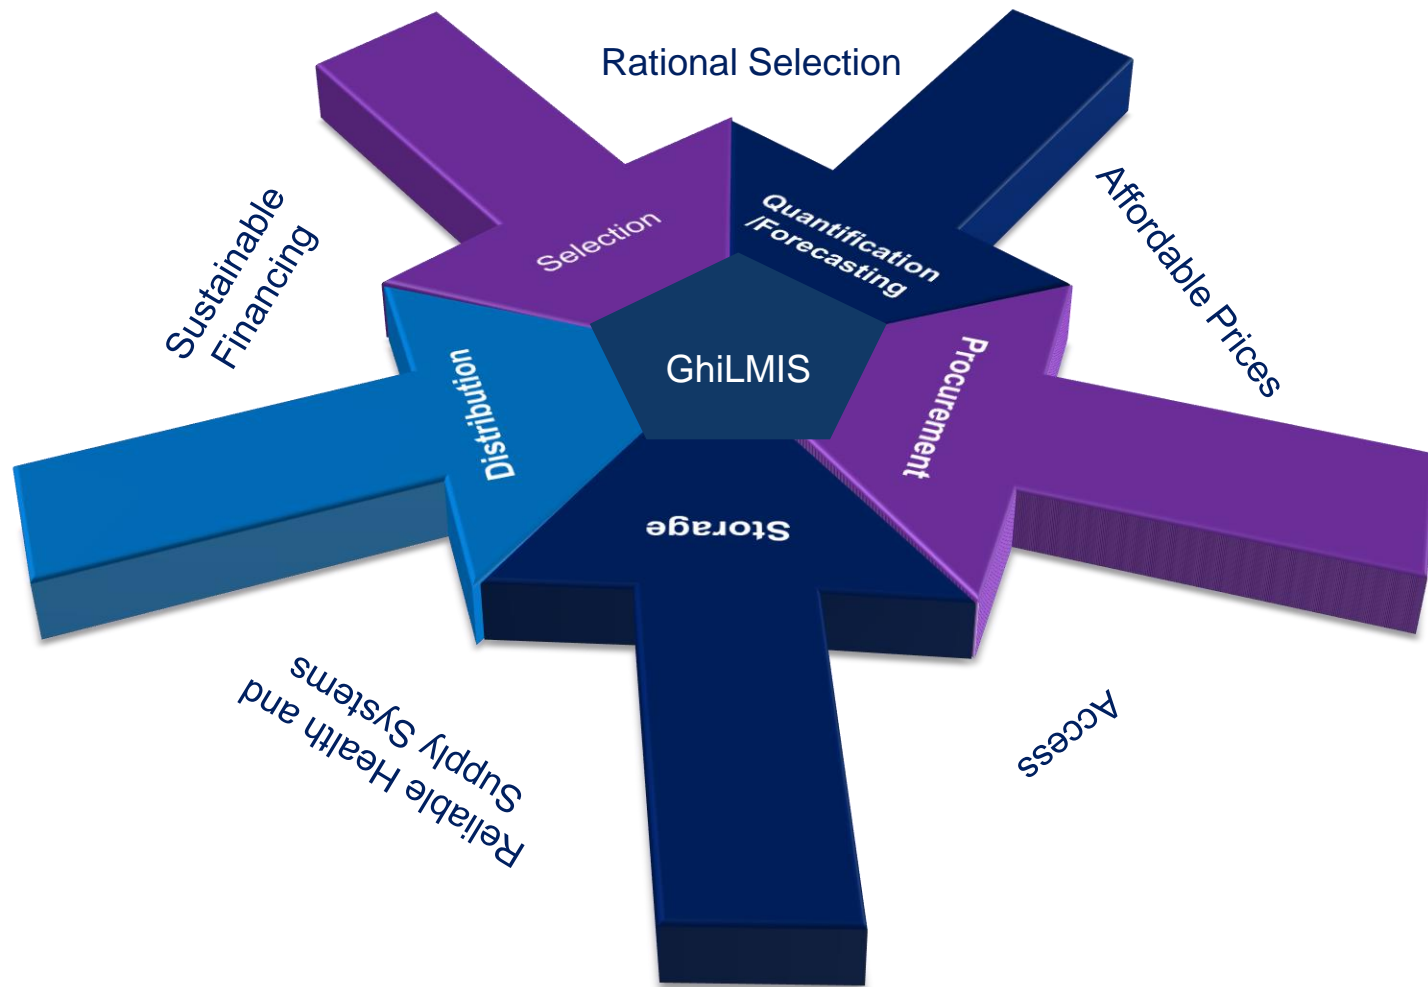 Rational Selection
Affordable Prices
Sustainable
Financing
Selection
Quantification
/Forecasting
GhiLMIS
Procurement
Distribution
Storage
Reliable Health and
Supply Systems
Access